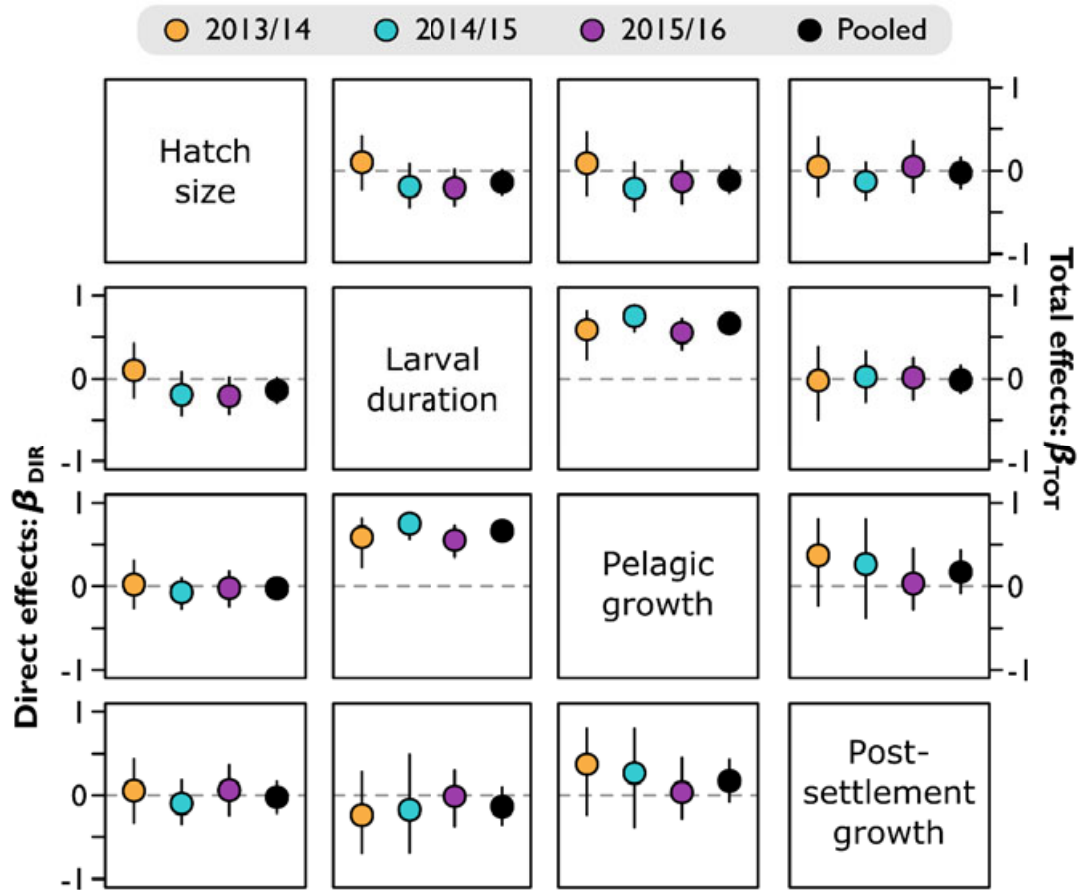 2013/14 2014/15 2015/16 Pooled
Hatch
size
1
0
-1
1
0
-1
Larval
duration
1
0
-1
1
0
-1
Pelagic
growth
1
0
-1
1
0
-1
Post-
settlement
growth
Direct effects: β DIR
Total effects: βTOT